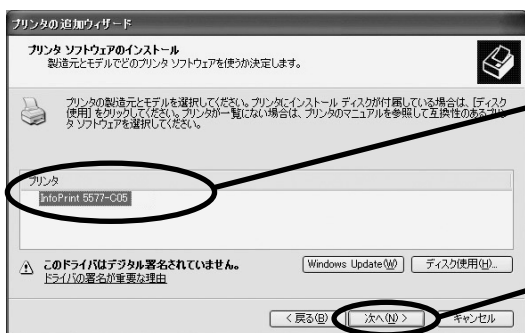 プリンタの追加ウィザード
プリンタ ソフトウェアのインストール
製造元とモデルでどのプリンタ ソフトウェアを使うか決定します。
プリンタの製造元とモデルを選択してください。プリンタにインストール ディスクが付属している場合は、[ディスク
使用] をクリックしてください。プリンタが一覧にない場合は、プリンタのマニュアルを参照して互換性のあるプリン
タ ソフトウェアを選択してください。
プリンタ
InfoPrint 5577-C05
このドライバはデジタル署名されていません。
ドライバの署名が重要な理由
Windows Update(W)
ディスク使用(H)...
< 戻る(B)
次へ(N) >
キャンセル